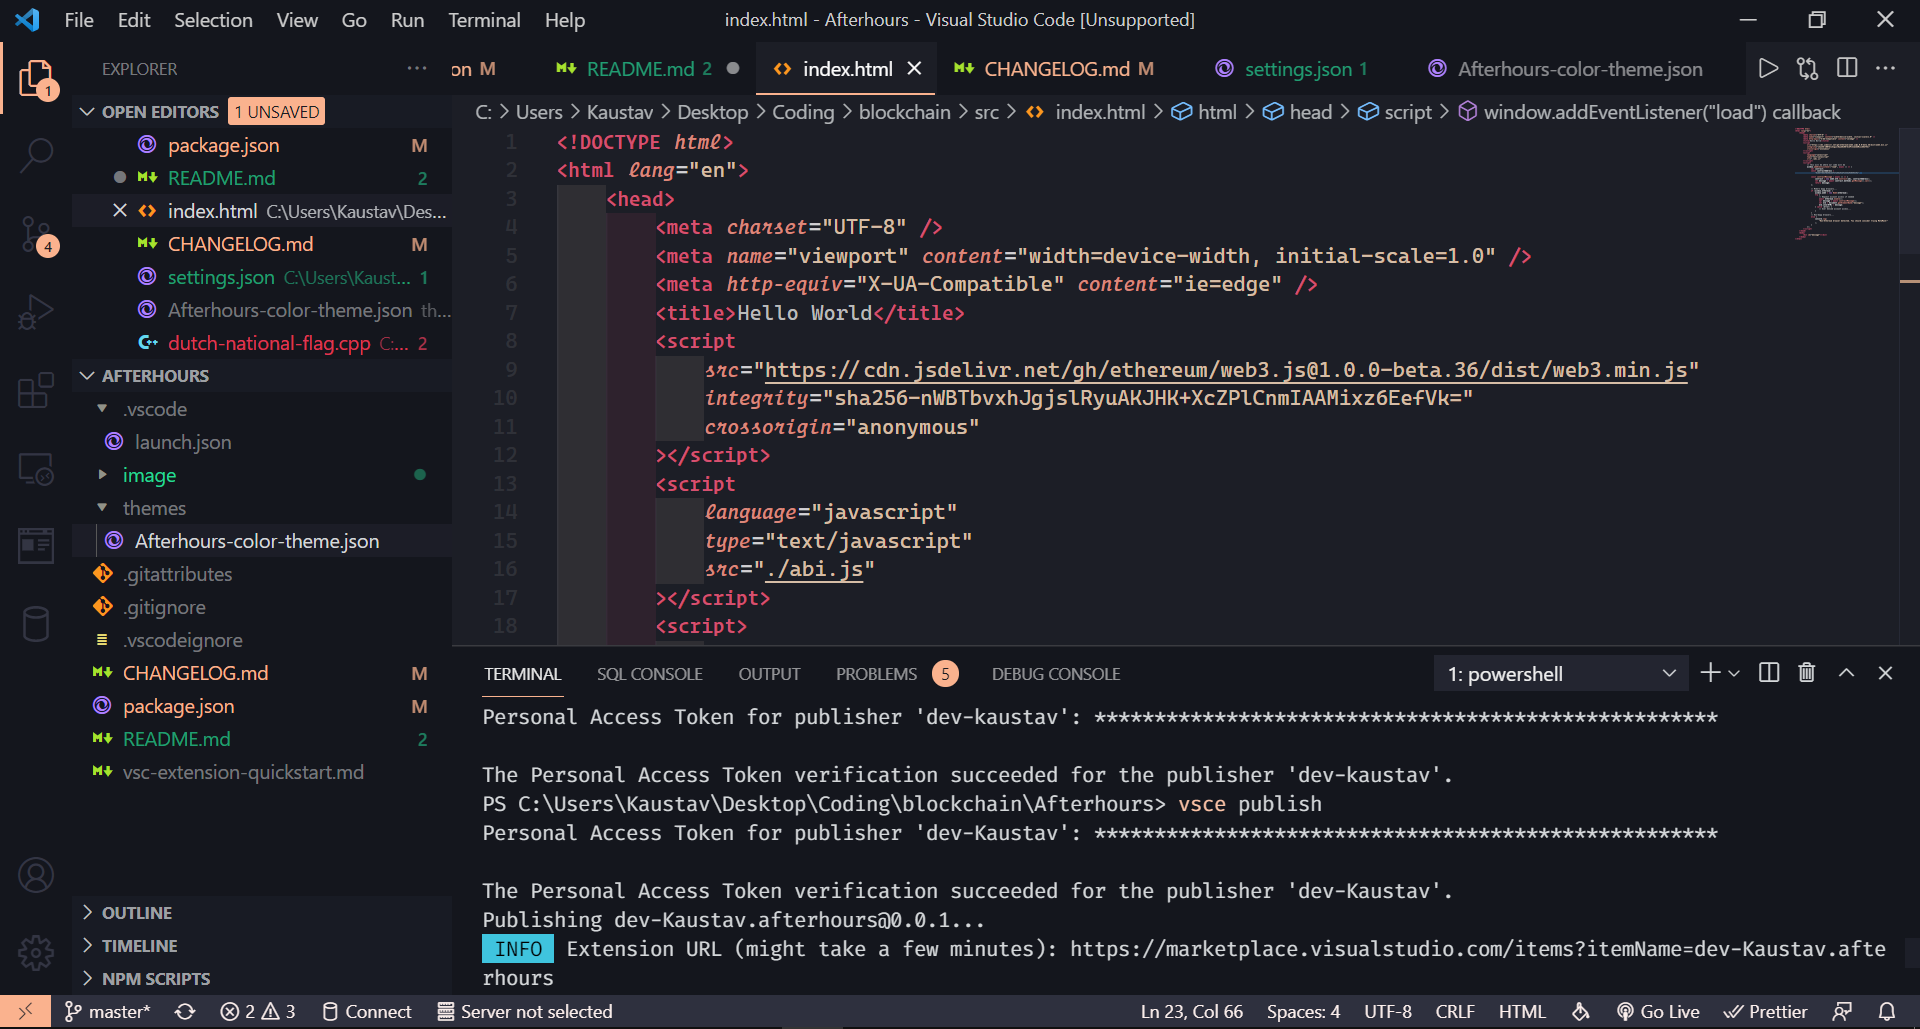 File Edit Selection View Go Run Terminal Help
index.html - Afterhours - Visual Studio Code [Unsupported]
EXPLORER
on M
README.md 2
index.html
CHANGELOG.md M
settings.json 1
Afterhours-color-theme.json
1
OPEN EDITORS 1 UNSAVED
package.json M
README.md 2
index.html C:\Users\Kaustav\Des...
CHANGELOG.md M
settings.json C:\Users\Kaust... 1
Afterhours-color-theme.json th...
dutch-national-flag.cpp C:... 2
4
AFTERHOURS
.vscode
launch.json
image
themes
Afterhours-color-theme.json
.gitattributes
.gitignore
.vscodeignore
CHANGELOG.md M
package.json M
README.md 2
vsc-extension-quickstart.md
OUTLINE
TIMELINE
NPM SCRIPTS
C: > Users > Kaustav > Desktop > Coding > blockchain > src > index.html > html > head > script > window.addEventListener("load") callback
1 <!DOCTYPE html>
2 <html lang="en">
3 <head>
4 <meta charset="UTF-8" />
5 <meta name="viewport" content="width=device-width, initial-scale=1.0" />
6 <meta http-equiv="X-UA-Compatible" content="ie=edge" />
7 <title>Hello World</title>
8 <script
9 src="https://cdn.jsdelivr.net/gh/ethereum/web3.js@1.0.0-beta.36/dist/web3.min.js"
10 integrity="sha256-nWBTbvxhJgjslRyuAKJHK+XcZPlCnmIAAMixz6EefVk="
11 crossorigin="anonymous"
12 ></script>
13 <script
14 language="javascript"
15 type="text/javascript"
16 src="./abi.js"
17 ></script>
18 <script>
TERMINAL SQL CONSOLE OUTPUT PROBLEMS 5 DEBUG CONSOLE
1: powershell
Personal Access Token for publisher 'dev-kaustav': ****************************************************
The Personal Access Token verification succeeded for the publisher 'dev-kaustav'.
PS C:\Users\Kaustav\Desktop\Coding\blockchain\Afterhours> vsce publish
Personal Access Token for publisher 'dev-Kaustav': ****************************************************
The Personal Access Token verification succeeded for the publisher 'dev-Kaustav'.
Publishing dev-Kaustav.afterhours@0.0.1...
INFO Extension URL (might take a few minutes): https://marketplace.visualstudio.com/items?itemName=dev-Kaustav.afte
rhours
master* 2 3 Connect Server not selected
Ln 23, Col 66 Spaces: 4 UTF-8 CRLF HTML Go Live Prettier